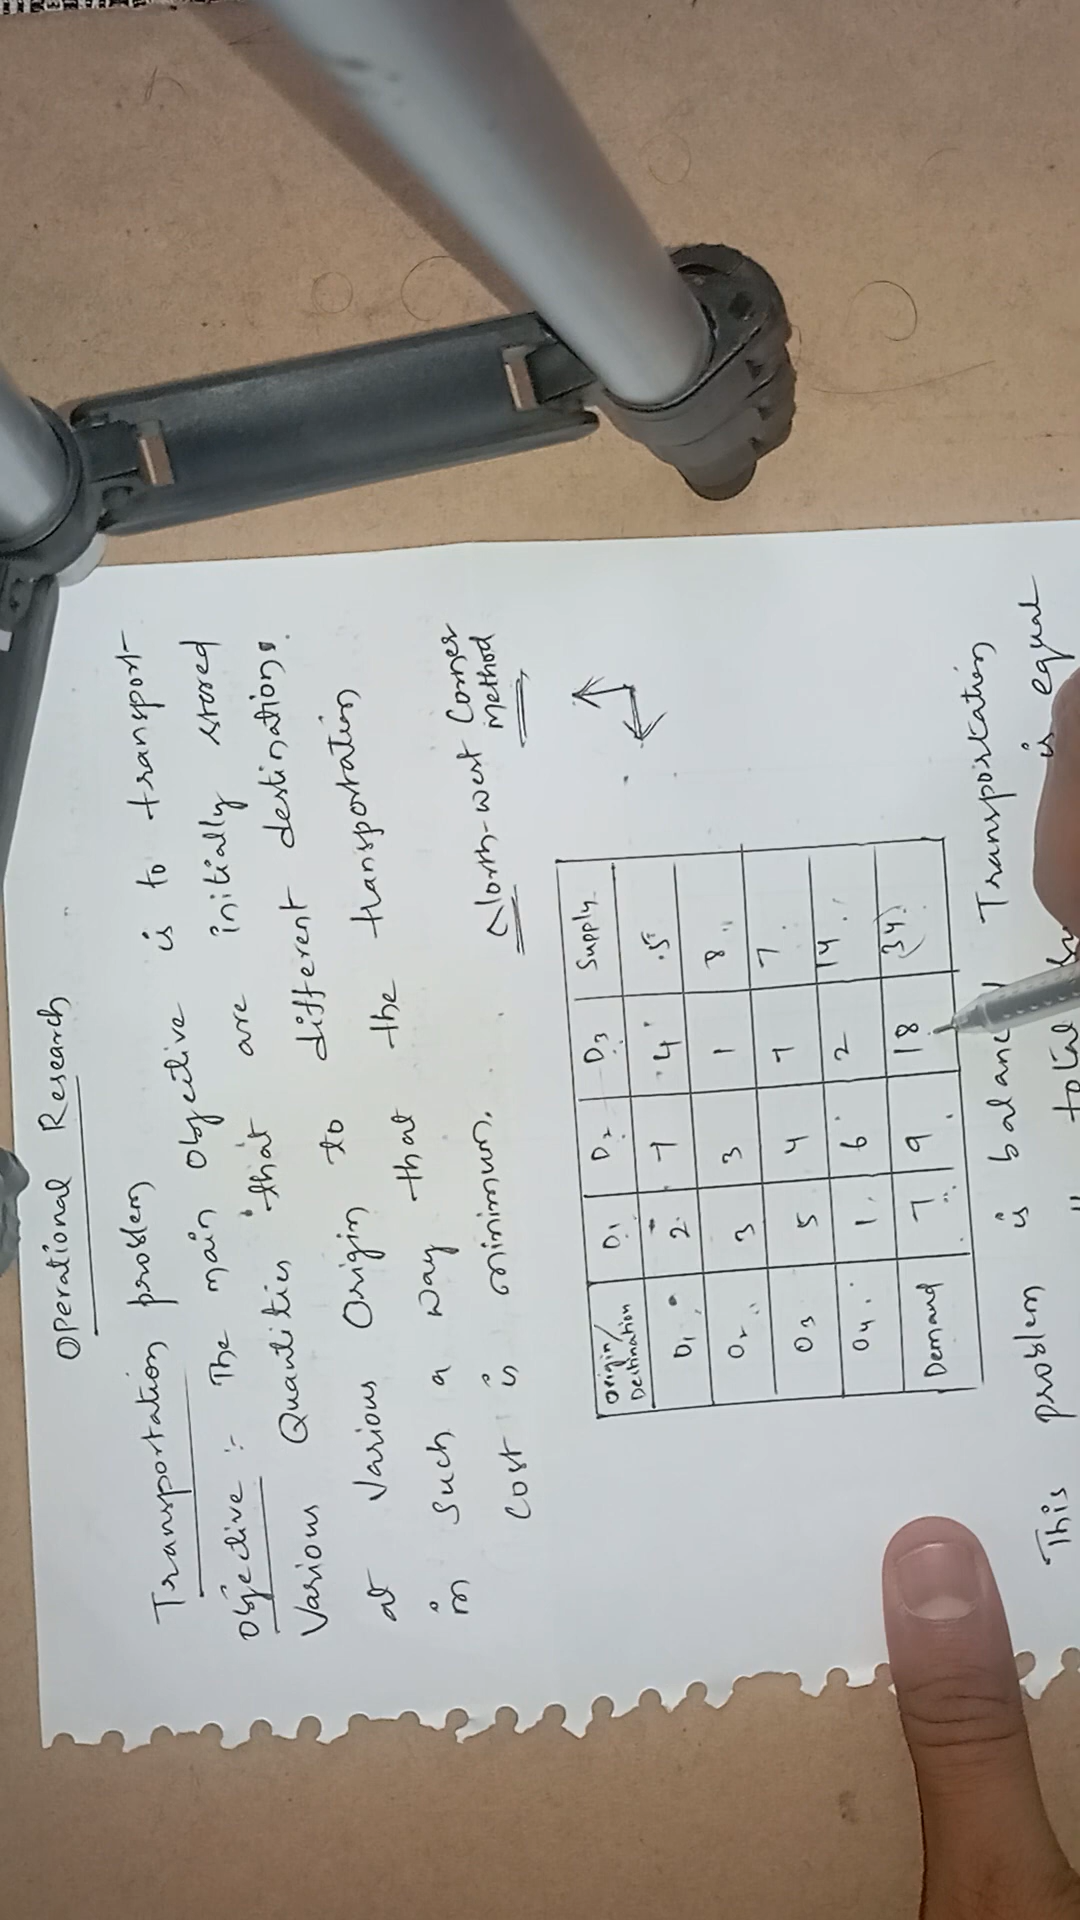 Operational Research
Transportation problem
Objective :- The main Objective is to transport
Various Quantities that are initially stored
at Various Origin to different destination.
in such a way that the transportation
cost is minimum.
North-west Corner
Method
Origin/
Destination D1 D2 D3 Supply
O1 2 7 4 5
O2 3 3 1 8
O3 5 4 7 7
O4 1 6 2 14
Demand 7 9 18 34
This problem is Transportation
total is equal